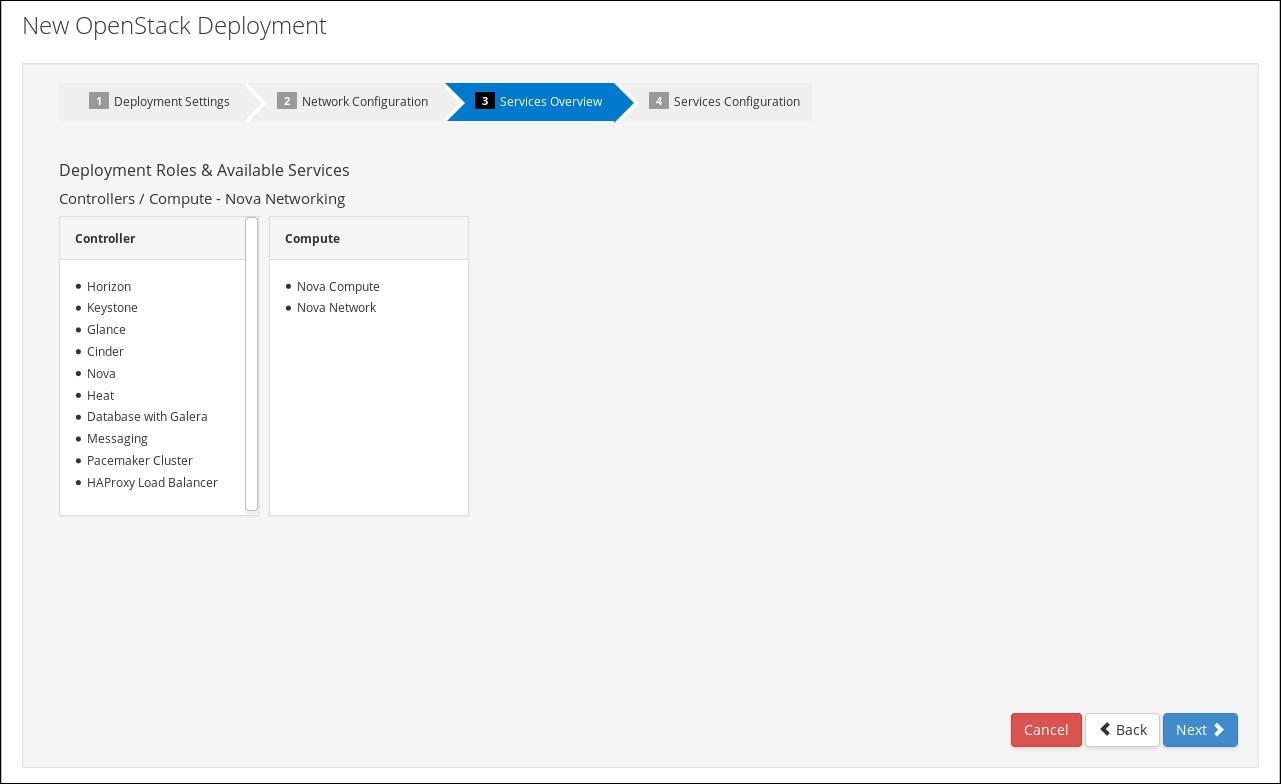 New OpenStack Deployment
1 Deployment Settings 2 Network Configuration 3 Services Overview 4 Services Configuration
Deployment Roles & Available Services
Controllers / Compute - Nova Networking
Controller
Horizon
Keystone
Glance
Cinder
Nova
Heat
Database with Galera
Messaging
Pacemaker Cluster
HAProxy Load Balancer
Compute
Nova Compute
Nova Network
Cancel Back Next